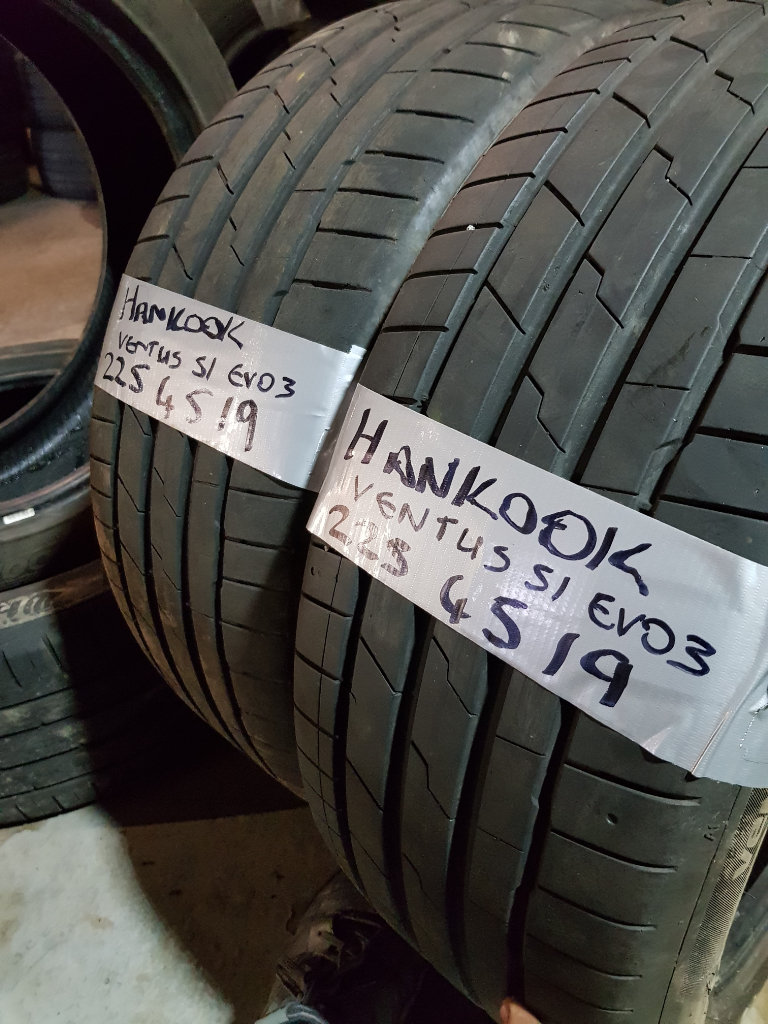 HANKOOK
VENTUS S1 EVO3
225 45 19
HANKOOK
VENTUS S1 EVO3
225 45 19